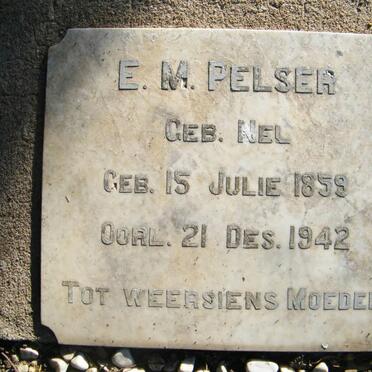 E. M. PELSER
GEB. NEL
GEB. 15 JULIE 1859
OORL. 21 DES. 1942
TOT WEERSIENS MOEDER